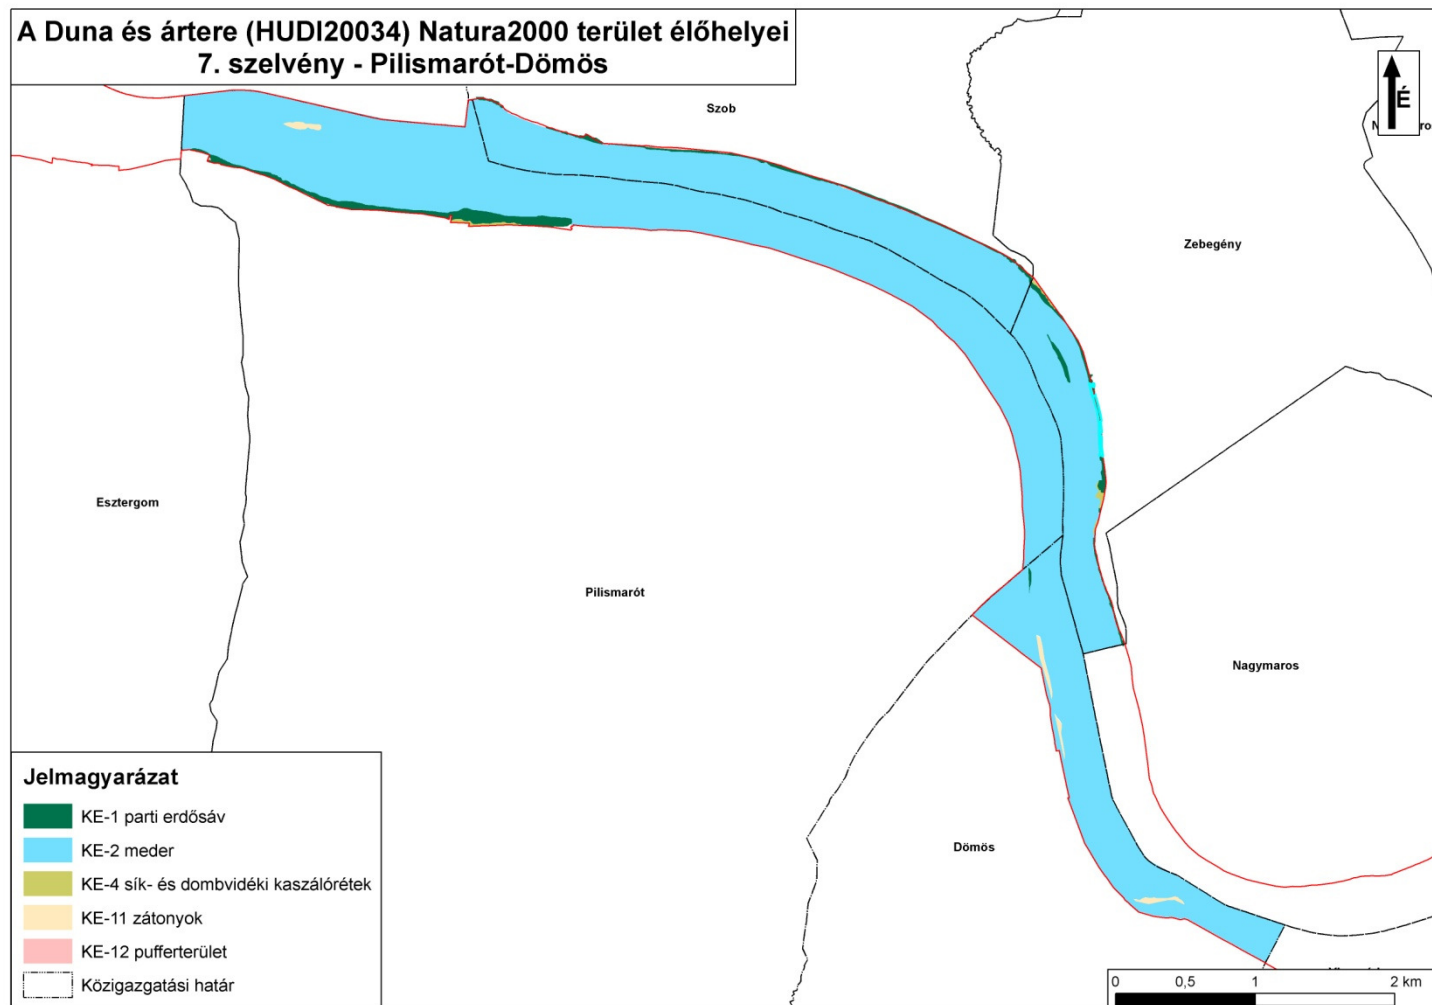 A Duna és ártere (HUDI20034) Natura2000 terület élőhelyei
7. szelvény - Pilismarót-Dömös
É
Szob
Zebegény
Esztergom
Pilismarót
Nagymaros
Dömös
Jelmagyarázat
KE-1 parti erdősáv
KE-2 meder
KE-4 sík- és dombvidéki kaszálórétek
KE-11 zátonyok
KE-12 pufferterület
Közigazgatási határ
0 0,5 1 2 km